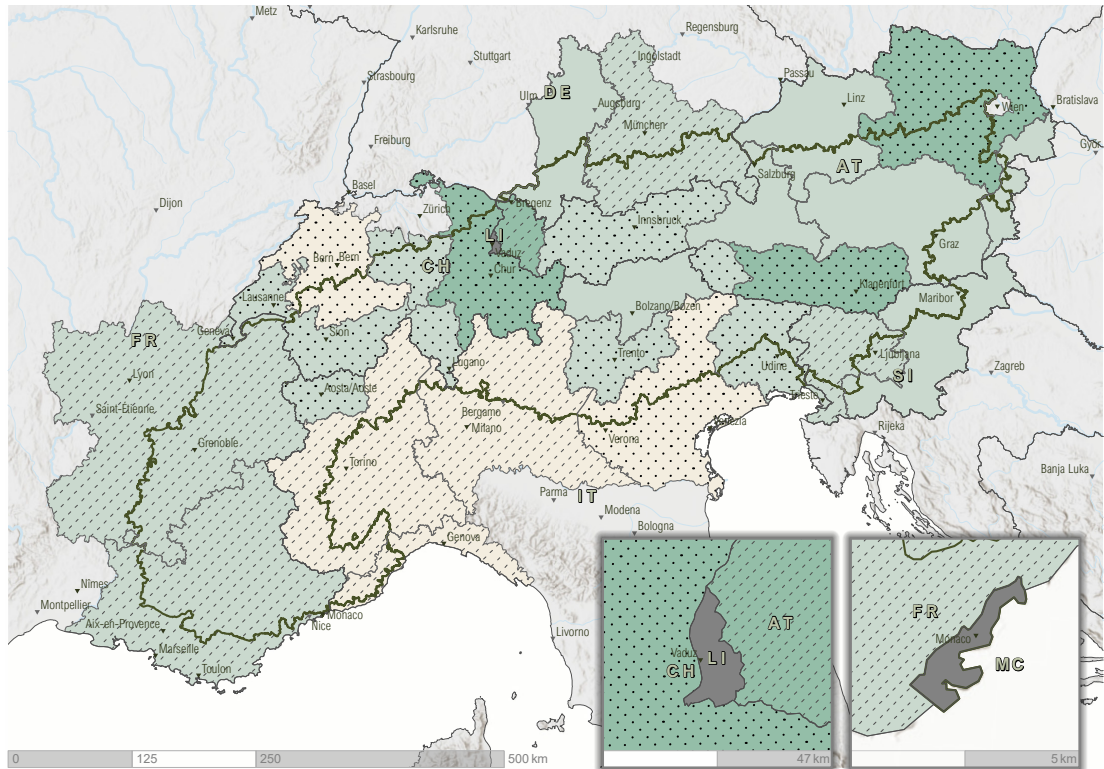 Metz
Karlsruhe
Regensburg
Stuttgart
Ingolstadt
Strasbourg
Passau
Ulm
DE
Augsburg
Linz
Wien
Bratislava
München
Freiburg
AT
Győr
Salzburg
Basel
Dijon
Zürich
Bregenz
Innsbruck
LI
Vaduz
Graz
Bern
Bern
CH
Chur
Klagenfurt
Lausanne
Bolzano/Bozen
Maribor
Geneva
Sion
FR
Trento
Ljubljana
Lugano
Udine
SI
Zagreb
Lyon
Aosta/Aoste
Trieste
Saint-Étienne
Bergamo
Milano
Venezia
Rijeka
Grenoble
Verona
Torino
Banja Luka
Parma
IT
Modena
Bologna
Genova
Nîmes
Montpellier
Monaco
Aix-en-Provence
Nice
Livorno
Marseille
Toulon
AT
Vaduz
LI
CH
FR
Monaco
MC
0
125
250
500 km
47 km
5 km